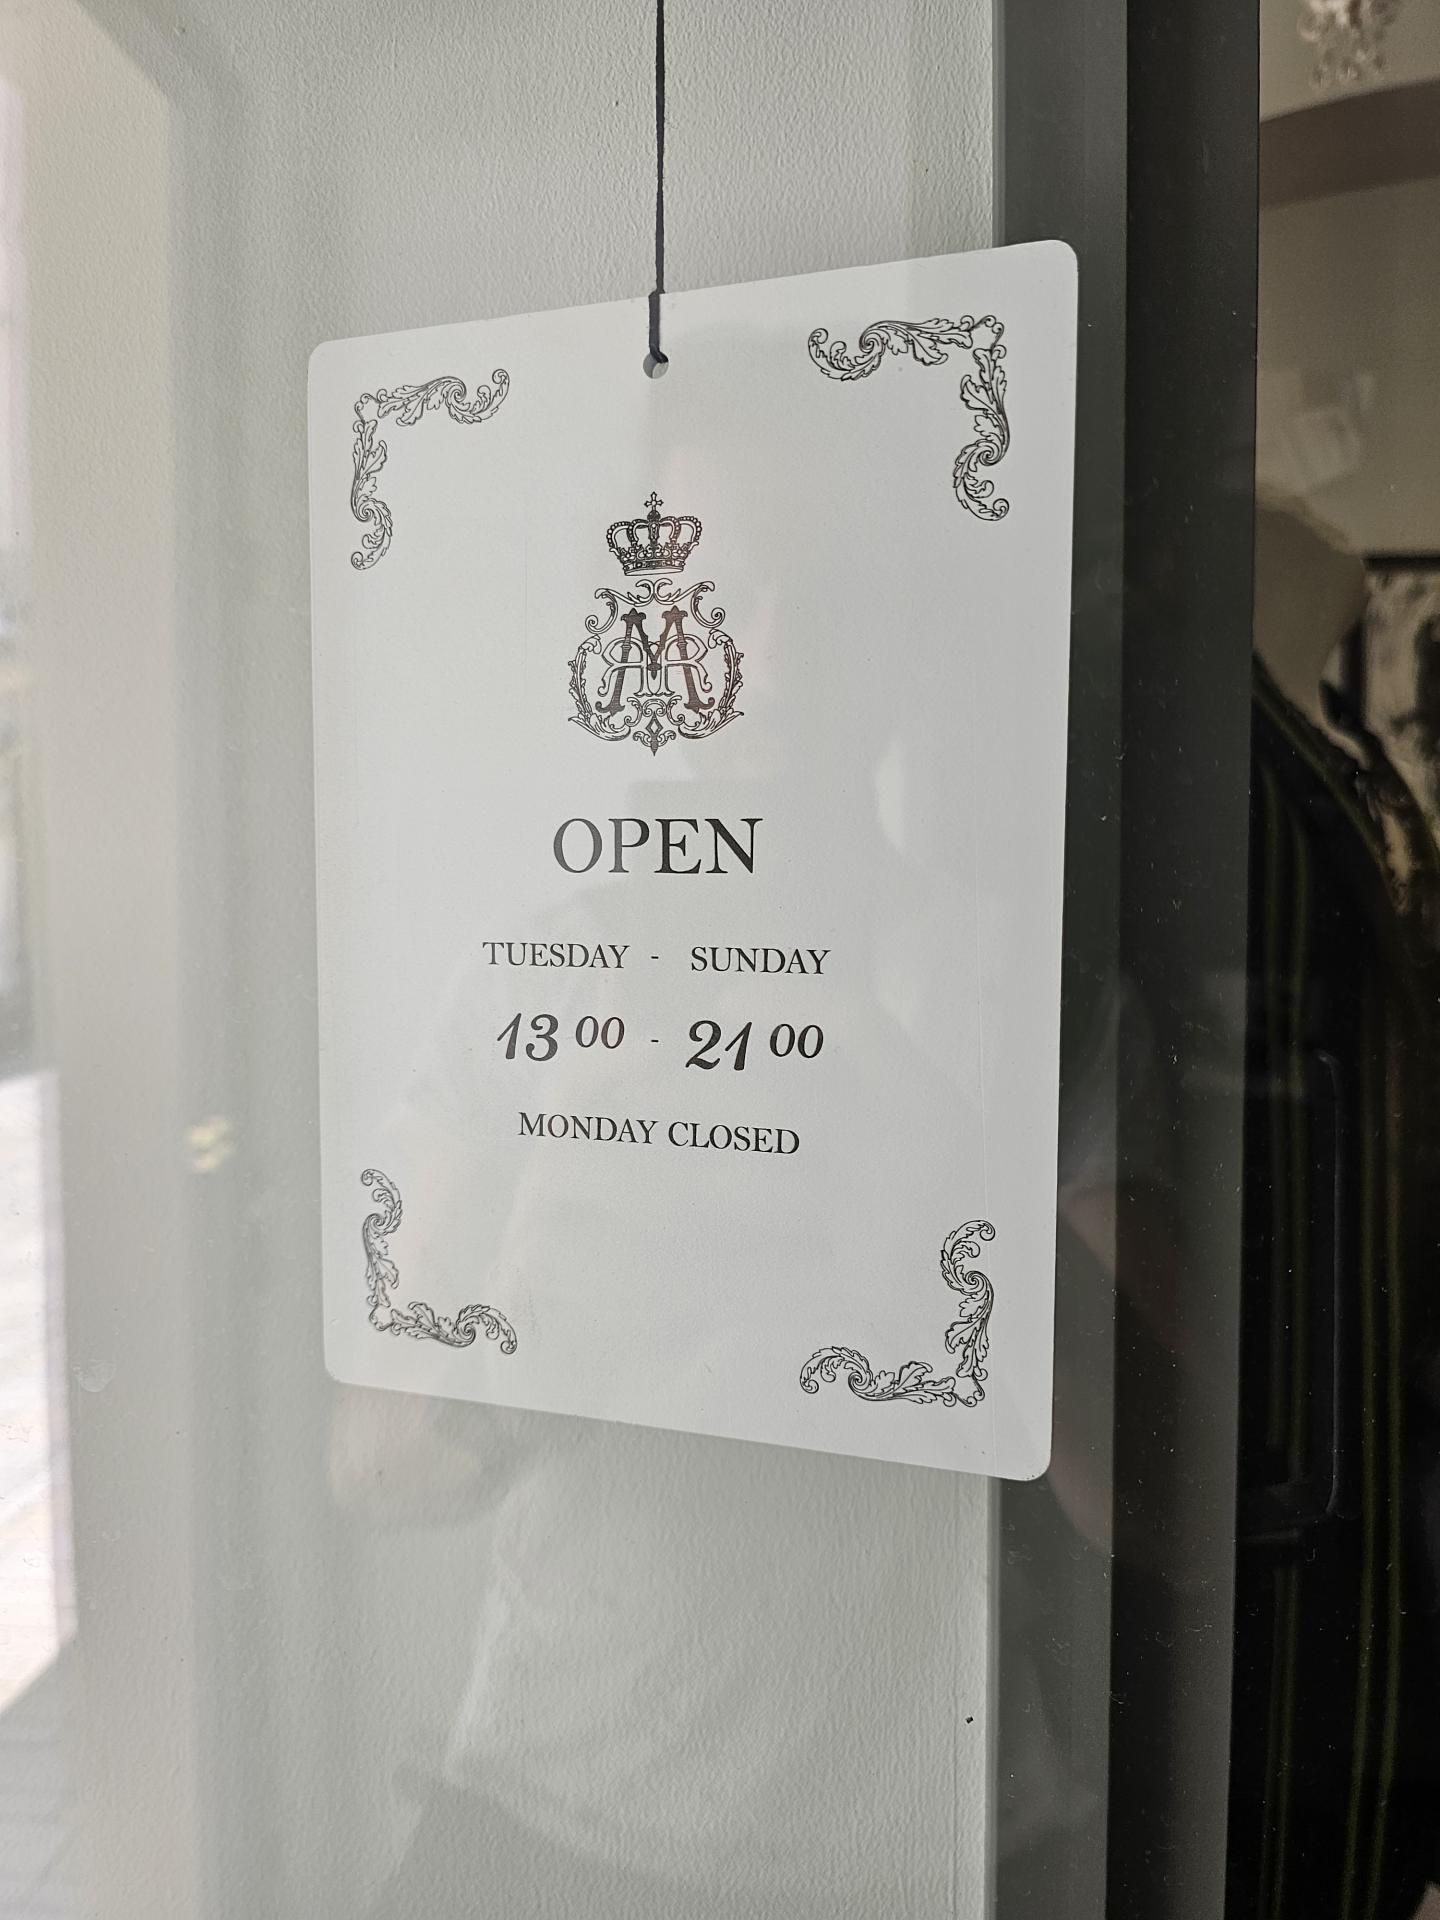 OPEN
TUESDAY - SUNDAY
13 00 - 21 00
MONDAY CLOSED